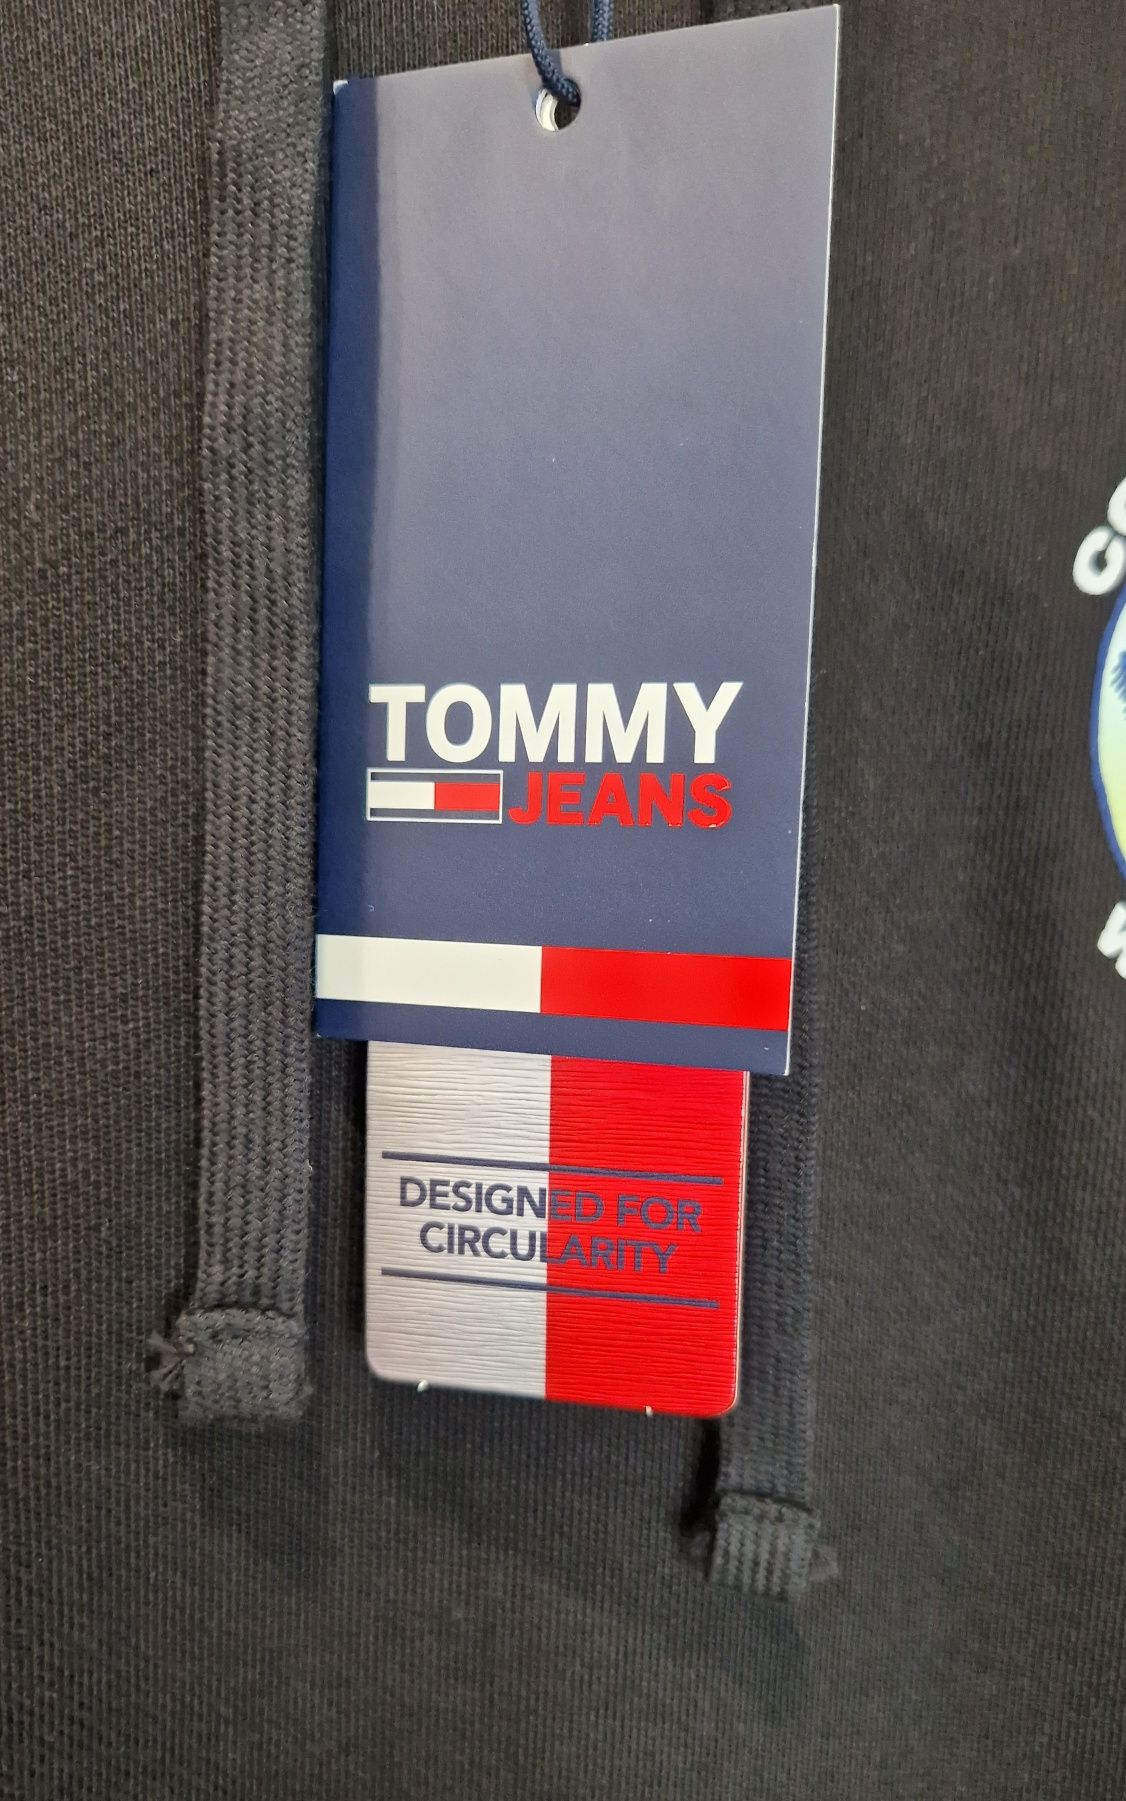 TOMMY
JEANS
DESIGNED FOR
CIRCULARITY